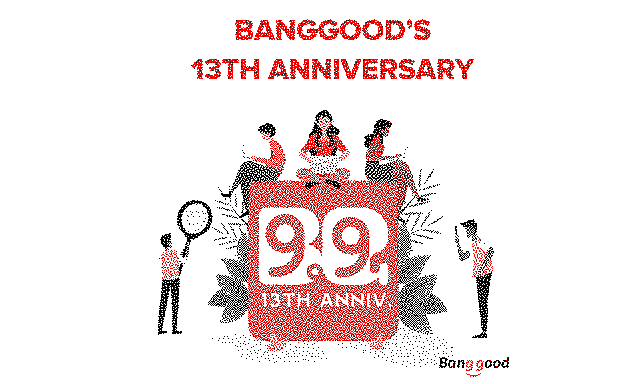 BANGGOOD'S
13TH ANNIVERSARY
9.9
13TH ANNIV.
Banggood